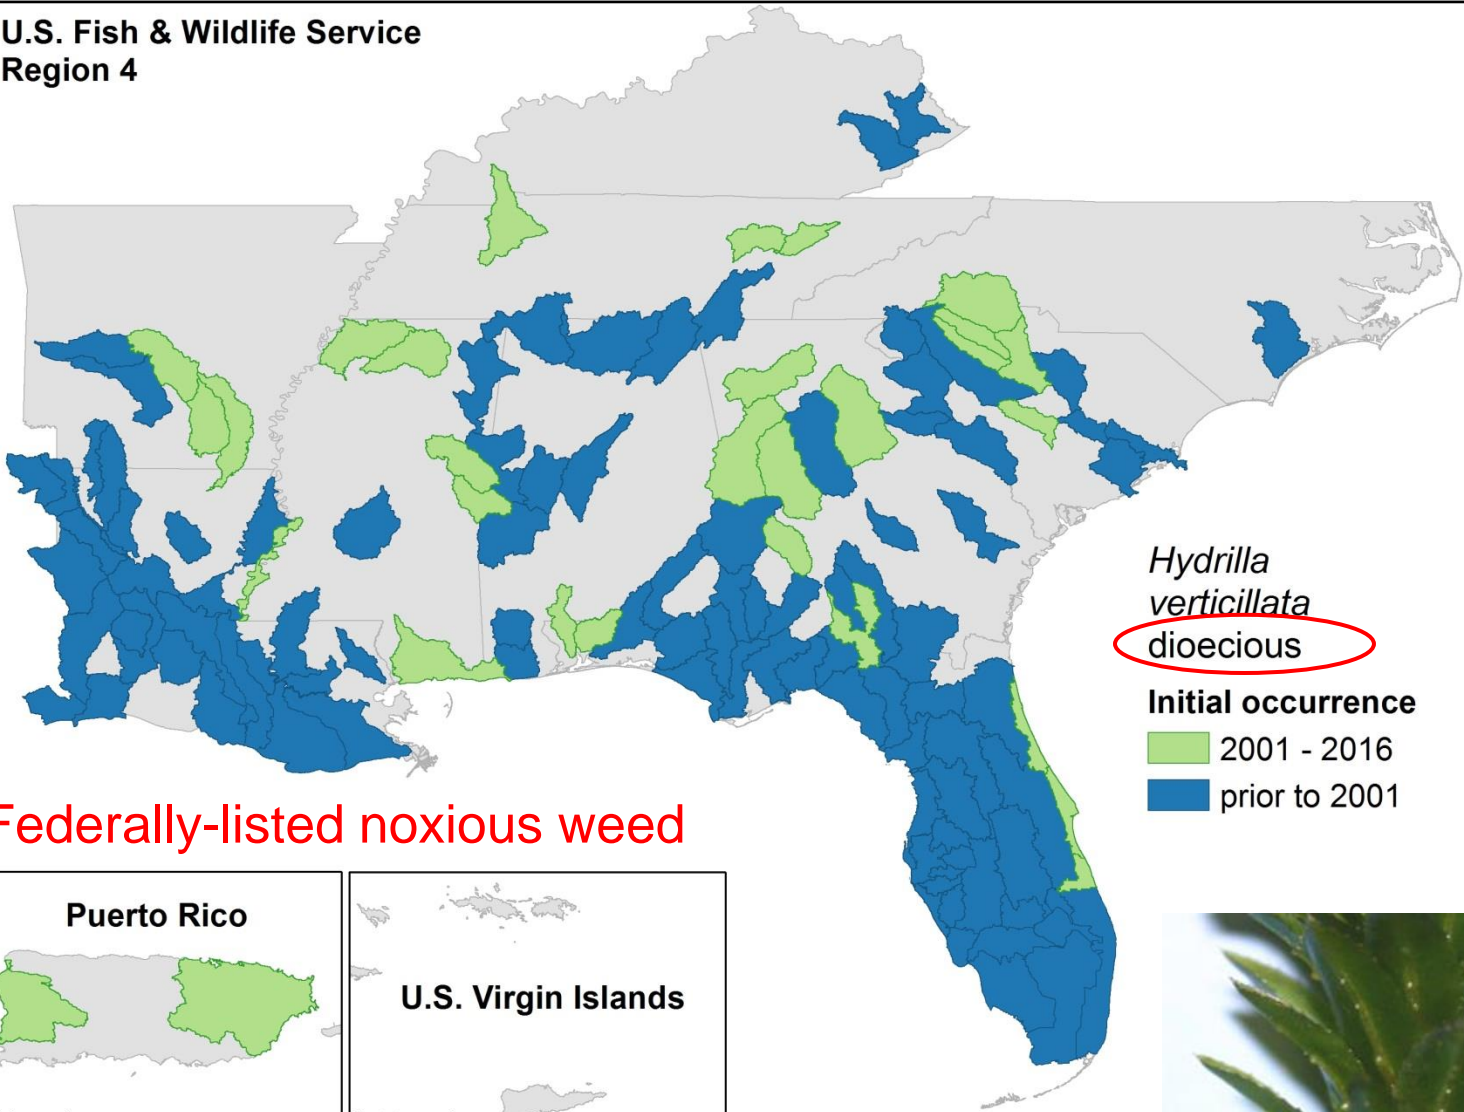 U.S. Fish & Wildlife Service
Region 4
Hydrilla
verticillata
dioecious
Initial occurrence
2001 - 2016
prior to 2001
Federally-listed noxious weed
Puerto Rico
U.S. Virgin Islands